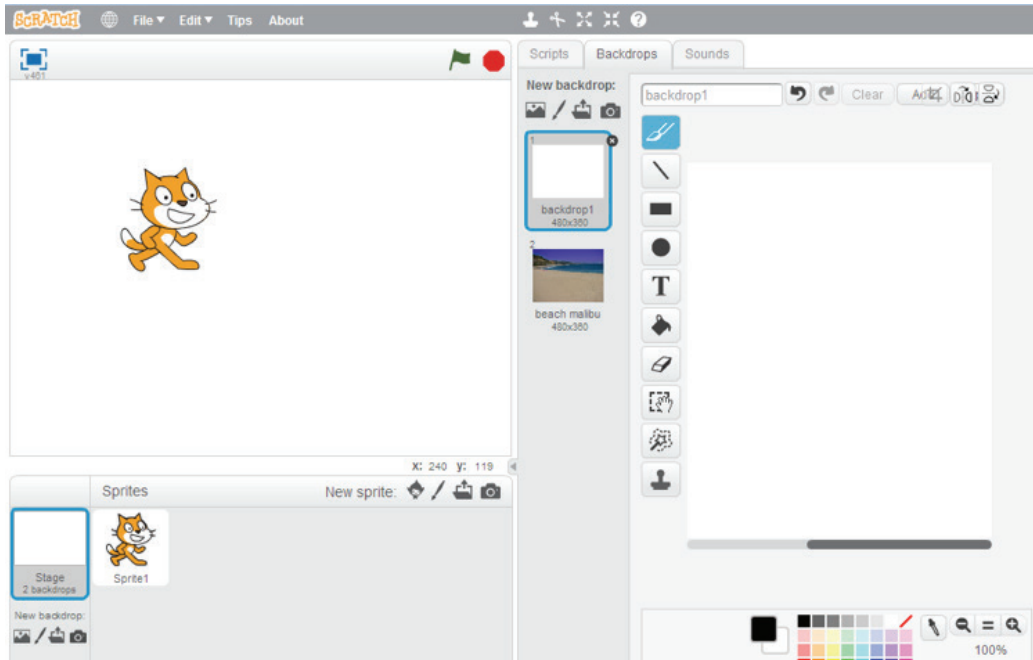 SCRATCH File Edit Tips About
v461
Scripts Backdrops Sounds
New backdrop:
1
backdrop1
480x360
2
beach malibu
480x360
backdrop1 Clear Add
T
x: 240 y: 119
Sprites New sprite:
Stage
2 backdrops
Sprite1
New backdrop:
100%